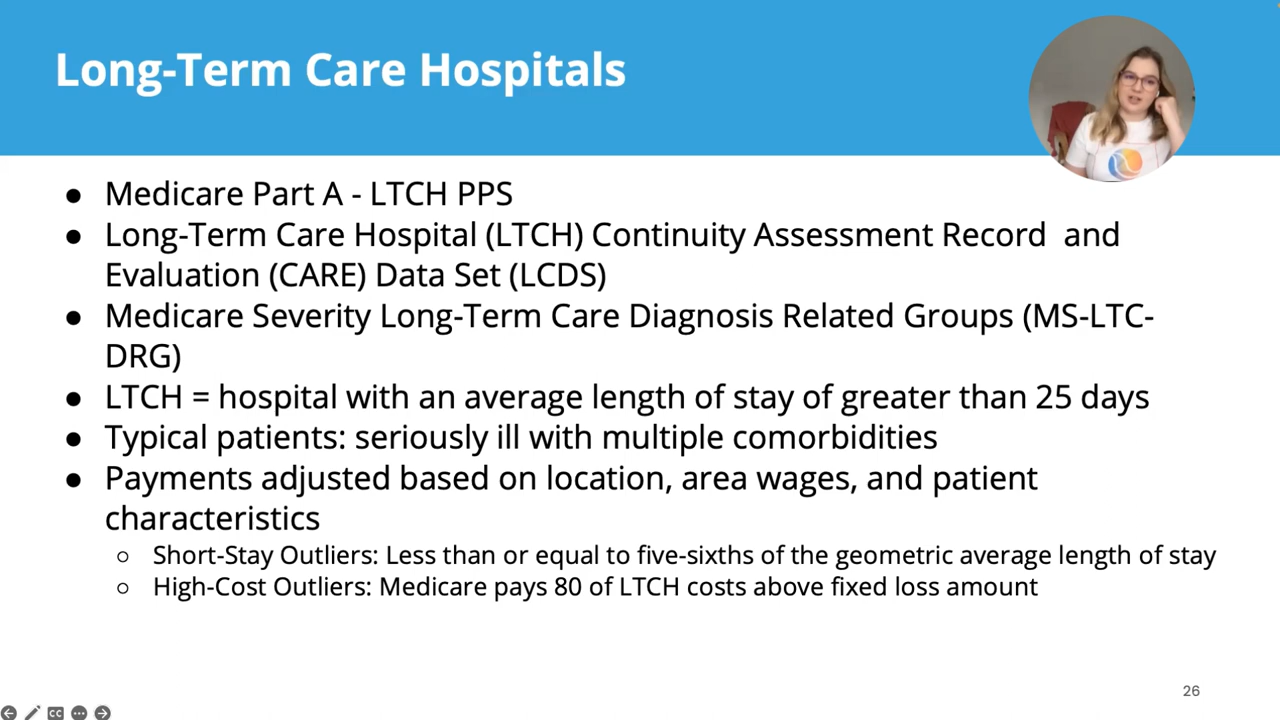 Long-Term Care Hospitals
● Medicare Part A - LTCH PPS
● Long-Term Care Hospital (LTCH) Continuity Assessment Record  and
Evaluation (CARE) Data Set (LCDS)
● Medicare Severity Long-Term Care Diagnosis Related Groups (MS-LTC-
DRG)
● LTCH = hospital with an average length of stay of greater than 25 days
● Typical patients: seriously ill with multiple comorbidities
● Payments adjusted based on location, area wages, and patient
characteristics
○ Short-Stay Outliers: Less than or equal to five-sixths of the geometric average length of stay
○ High-Cost Outliers: Medicare pays 80 of LTCH costs above fixed loss amount
26
CC